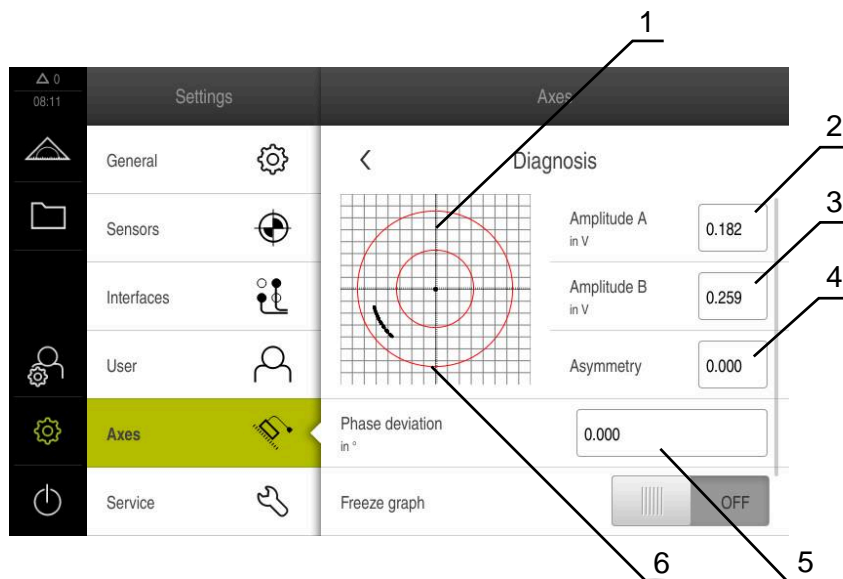 1
△ 0
08:11
Settings
Axes
2
General
Diagnosis
Sensors
Amplitude A
in V
0.182
3
Interfaces
Amplitude B
in V
0.259
4
User
Asymmetry
0.000
Axes
Phase deviation
in °
0.000
Service
Freeze graph
OFF
6
5